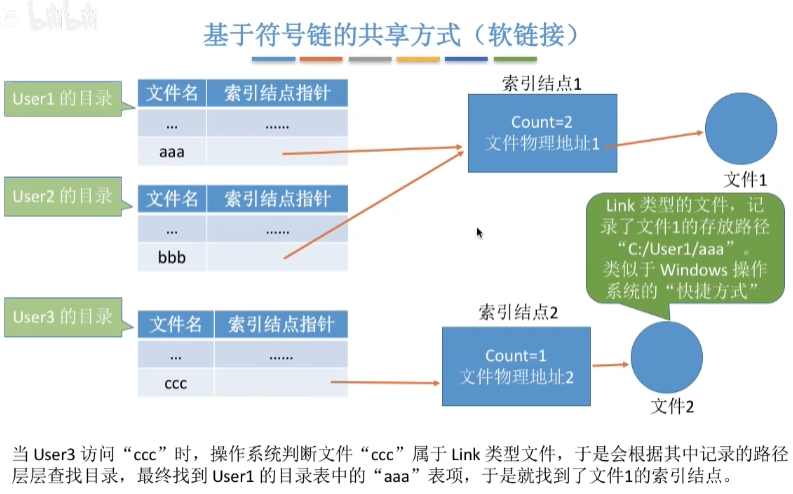 bilibili
基于符号链的共享方式（软链接）
User1 的目录
文件名 索引结点指针
... ......
aaa
索引结点1
Count=2
文件物理地址1
文件1
User2 的目录
文件名 索引结点指针
... ......
bbb
Link 类型的文件，记
录了文件1的存放路径
“C:/User1/aaa”。
类似于 Windows 操作
系统的“快捷方式”
User3 的目录
文件名 索引结点指针
... ......
ccc
索引结点2
Count=1
文件物理地址2
文件2
当 User3 访问“ccc”时，操作系统判断文件“ccc”属于 Link 类型文件，于是会根据其中记录的路径
层层查找目录，最终找到 User1 的目录表中的“aaa”表项，于是就找到了文件1的索引结点。